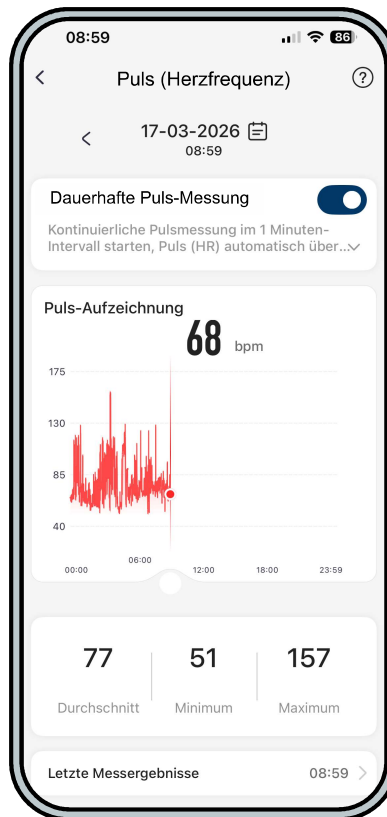 08:59
86
Puls (Herzfrequenz)
?
17-03-2026
08:59
Dauerhafte Puls-Messung
Kontinuierliche Pulsmessung im 1 Minuten-
Intervall starten, Puls (HR) automatisch über...
Puls-Aufzeichnung
68 bpm
175
130
85
40
00:00
06:00
12:00
18:00
23:59
77
51
157
Durchschnitt
Minimum
Maximum
Letzte Messergebnisse
08:59